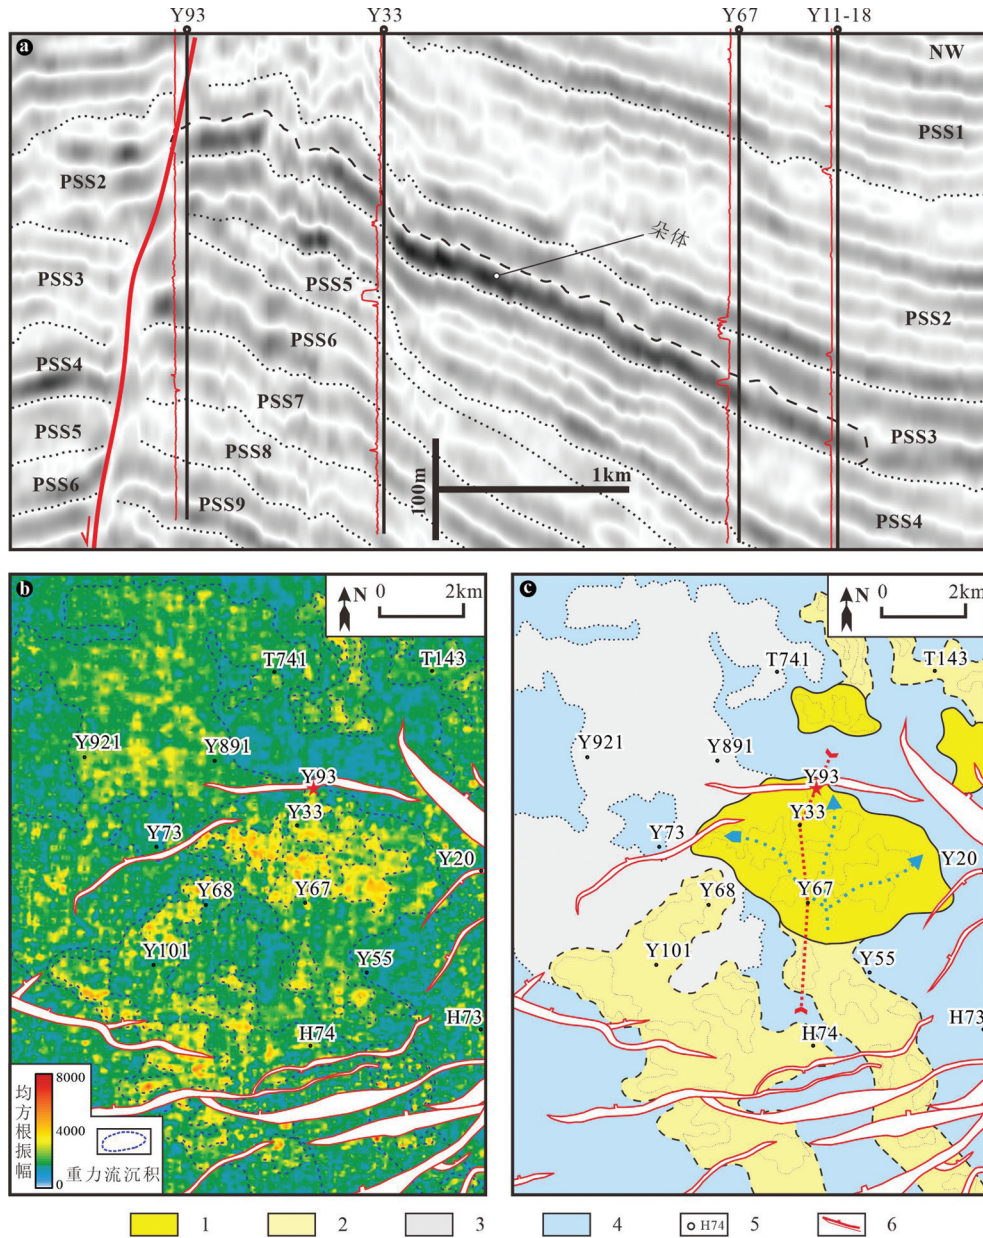 Y93 Y33 Y67 Y11-18
a NW
PSS1
PSS2
朵体
PSS3 PSS5
PSS2
PSS6
PSS4
PSS7
PSS5 PSS3
PSS8
PSS6 1km
100m
PSS9 PSS4
b N 0 2km
T741 T143
Y921 Y891
Y93
Y33
Y73
Y20
Y68 Y67
Y101 Y55
H73
H74
8000
4000
0
均方根振幅
重力流沉积
c N 0 2km
T741 T143
Y921 Y891
Y93
Y33
Y73
Y20
Y68 Y67
Y101 Y55
H73
H74
1 2 3 4 H74 5 6